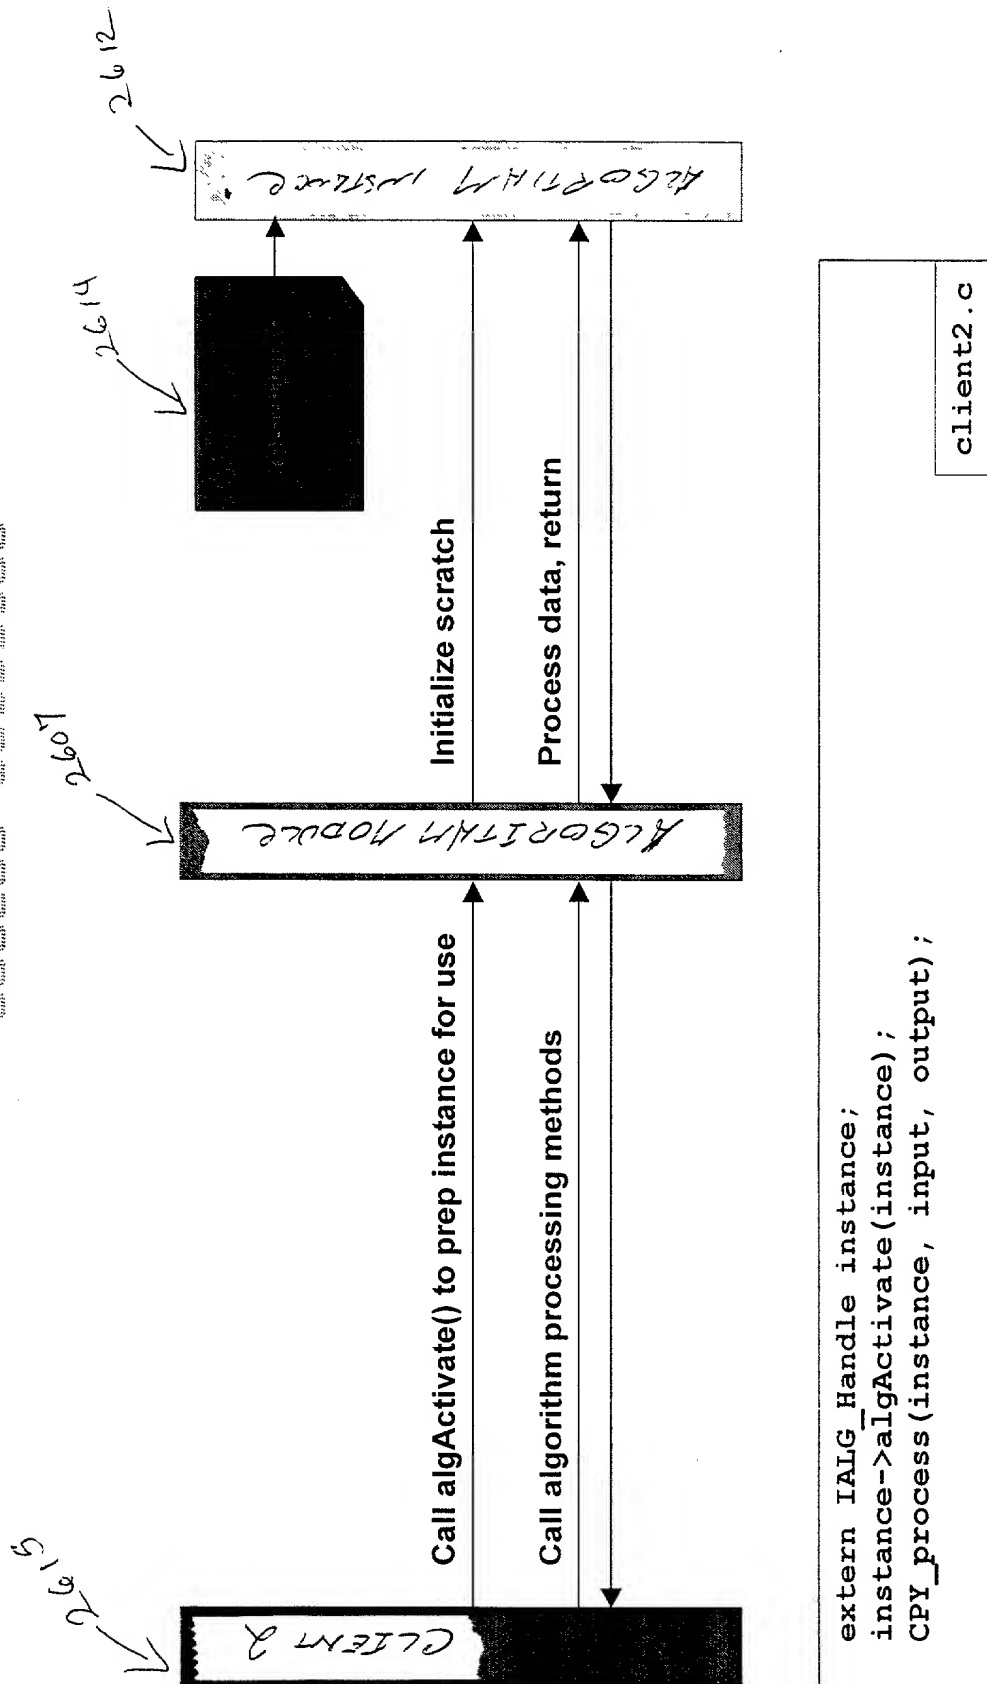 2615
2607
2614
2612
CLIENT 2
ALGORITHM MODULE
ALGORTIHM INSTANCE
Call algActivate() to prep instance for use
Initialize scratch
Call algorithm processing methods
Process data, return
extern IALG_Handle instance;
instance->algActivate(instance);
CPY_process(instance, input, output);
client2.c